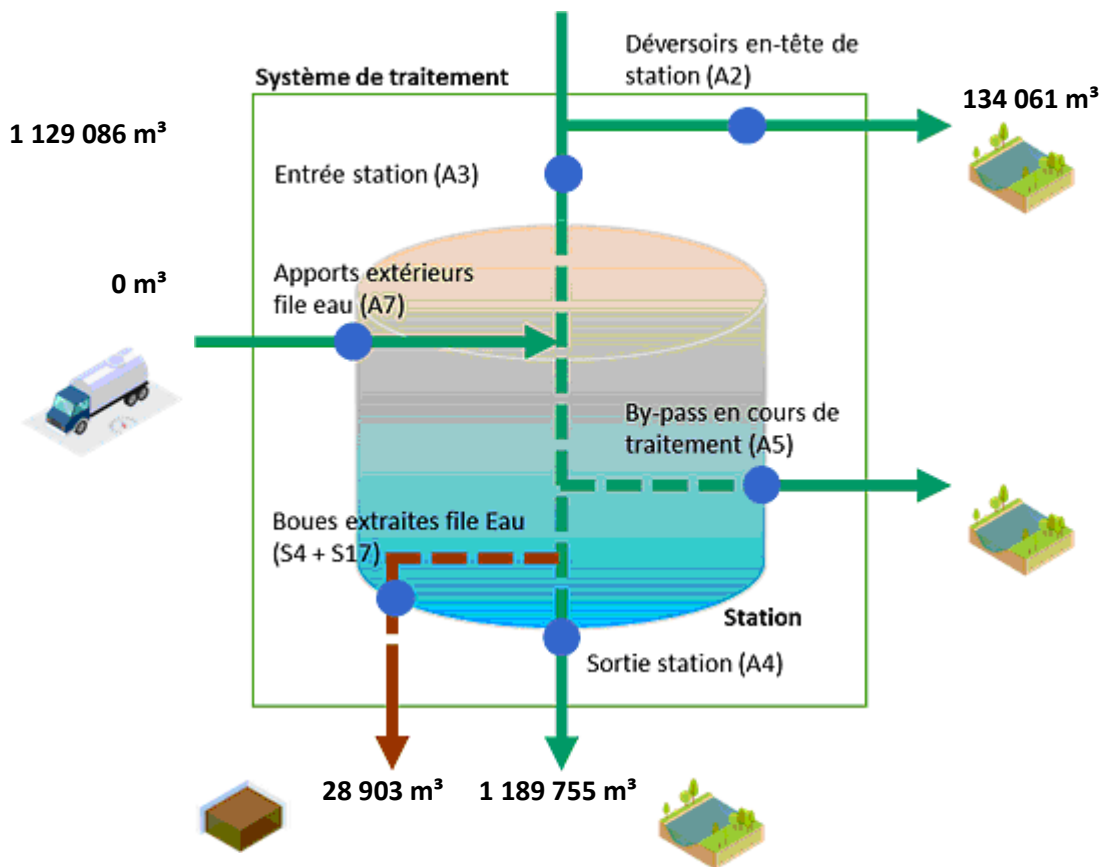 Déversoirs en-tête de
station (A2)
Système de traitement
134 061 m³
1 129 086 m³
Entrée station (A3)
0 m³
Apports extérieurs
file eau (A7)
By-pass en cours de
traitement (A5)
Boues extraites file Eau
(S4 + S17)
Station
Sortie station (A4)
28 903 m³
1 189 755 m³